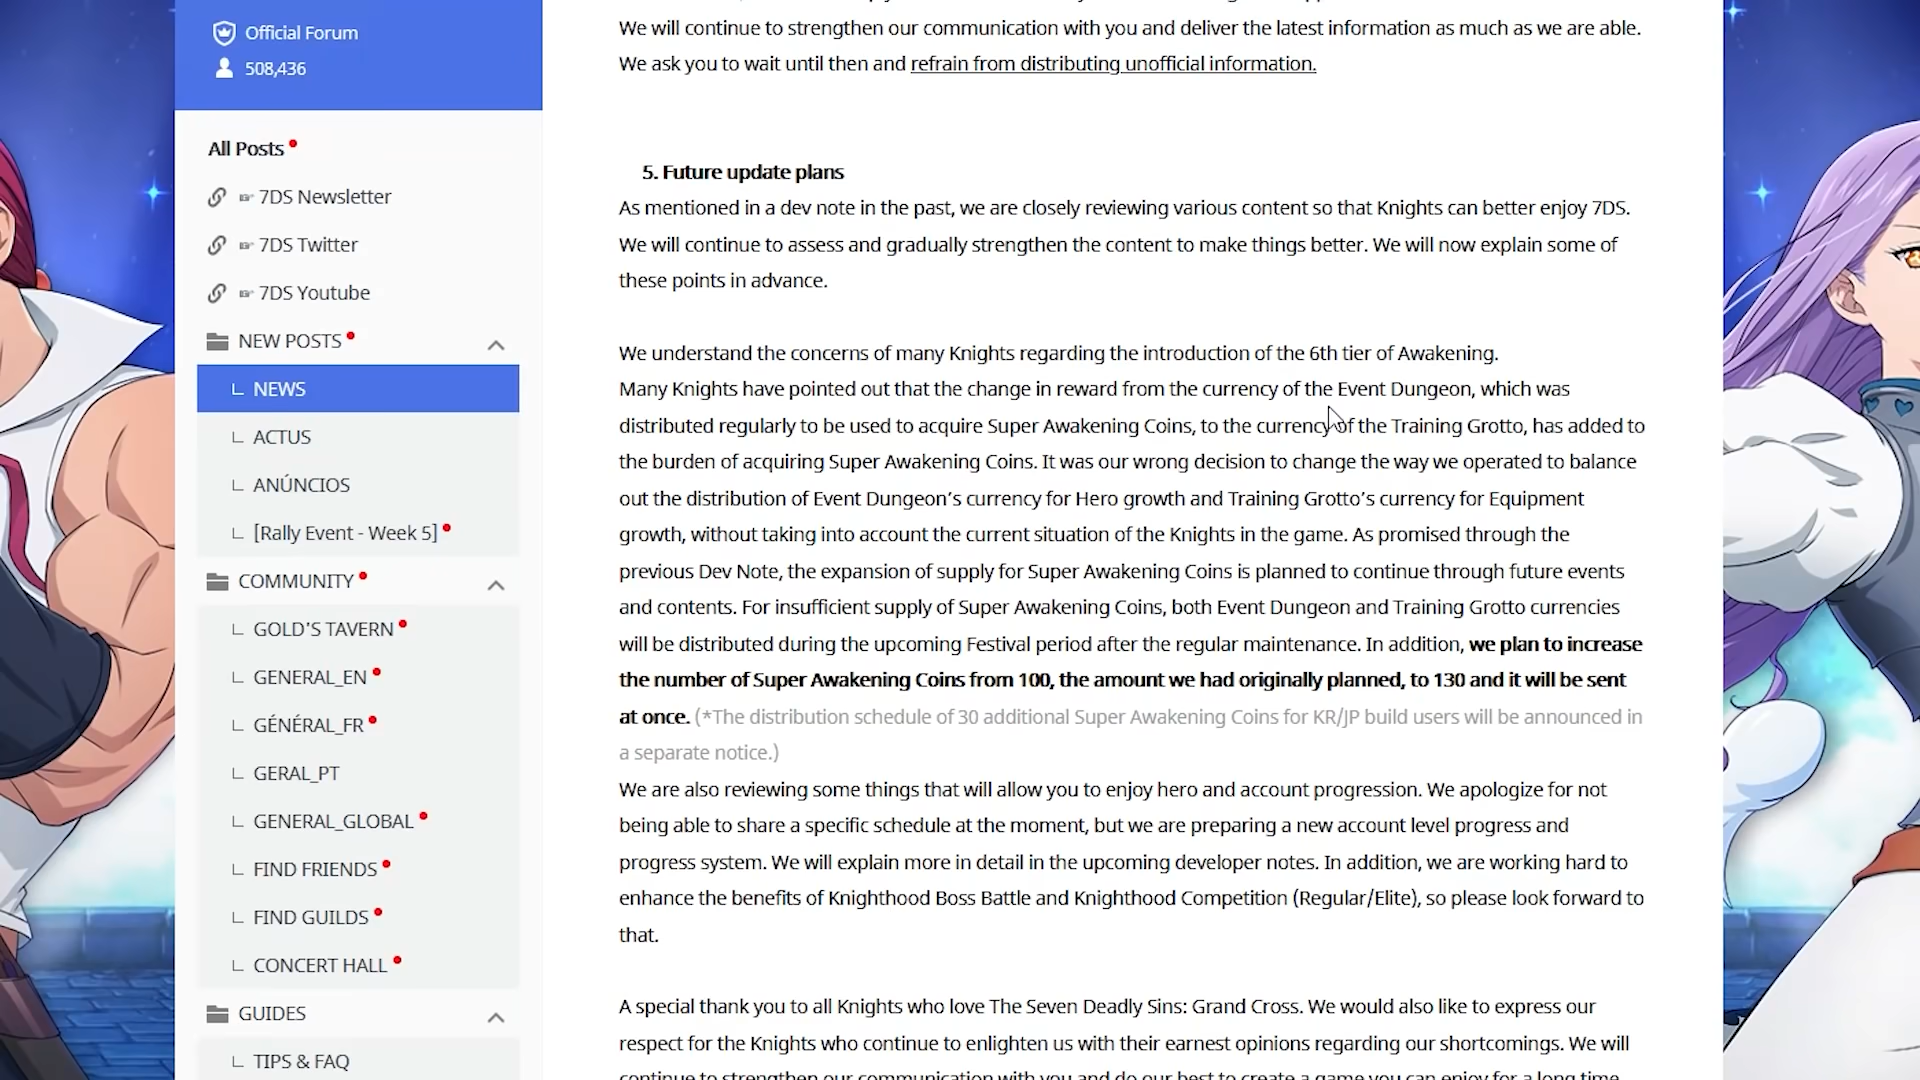 Official Forum
508,436
All Posts
7DS Newsletter
7DS Twitter
7DS Youtube
NEW POSTS
NEWS
ACTUS
ANÚNCIOS
[Rally Event - Week 5]
COMMUNITY
GOLD'S TAVERN
GENERAL_EN
GÉNÉRAL_FR
GERAL_PT
GENERAL_GLOBAL
FIND FRIENDS
FIND GUILDS
CONCERT HALL
GUIDES
TIPS & FAQ
We will continue to strengthen our communication with you and deliver the latest information as much as we are able.
We ask you to wait until then and refrain from distributing unofficial information.
5. Future update plans
As mentioned in a dev note in the past, we are closely reviewing various content so that Knights can better enjoy 7DS.
We will continue to assess and gradually strengthen the content to make things better. We will now explain some of
these points in advance.
We understand the concerns of many Knights regarding the introduction of the 6th tier of Awakening.
Many Knights have pointed out that the change in reward from the currency of the Event Dungeon, which was
distributed regularly to be used to acquire Super Awakening Coins, to the currency of the Training Grotto, has added to
the burden of acquiring Super Awakening Coins. It was our wrong decision to change the way we operated to balance
out the distribution of Event Dungeon's currency for Hero growth and Training Grotto's currency for Equipment
growth, without taking into account the current situation of the Knights in the game. As promised through the
previous Dev Note, the expansion of supply for Super Awakening Coins is planned to continue through future events
and contents. For insufficient supply of Super Awakening Coins, both Event Dungeon and Training Grotto currencies
will be distributed during the upcoming Festival period after the regular maintenance. In addition, we plan to increase
the number of Super Awakening Coins from 100, the amount we had originally planned, to 130 and it will be sent
at once. (*The distribution schedule of 30 additional Super Awakening Coins for KR/JP build users will be announced in
a separate notice.)
We are also reviewing some things that will allow you to enjoy hero and account progression. We apologize for not
being able to share a specific schedule at the moment, but we are preparing a new account level progress and
progress system. We will explain more in detail in the upcoming developer notes. In addition, we are working hard to
enhance the benefits of Knighthood Boss Battle and Knighthood Competition (Regular/Elite), so please look forward to
that.
A special thank you to all Knights who love The Seven Deadly Sins: Grand Cross. We would also like to express our
respect for the Knights who continue to enlighten us with their earnest opinions regarding our shortcomings. We will
continue to strengthen our communication with you and do our best to create a game you can enjoy for a long time